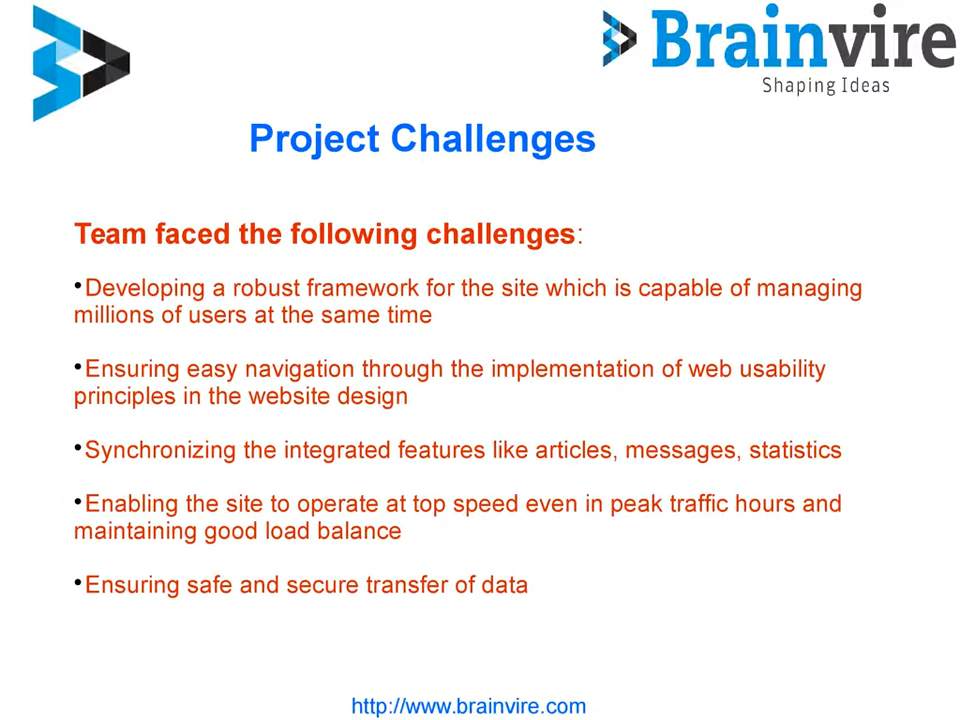 Brainvire
Shaping Ideas
Project Challenges
Team faced the following challenges:
•Developing a robust framework for the site which is capable of managing
millions of users at the same time
•Ensuring easy navigation through the implementation of web usability
principles in the website design
•Synchronizing the integrated features like articles, messages, statistics
•Enabling the site to operate at top speed even in peak traffic hours and
maintaining good load balance
•Ensuring safe and secure transfer of data
http://www.brainvire.com